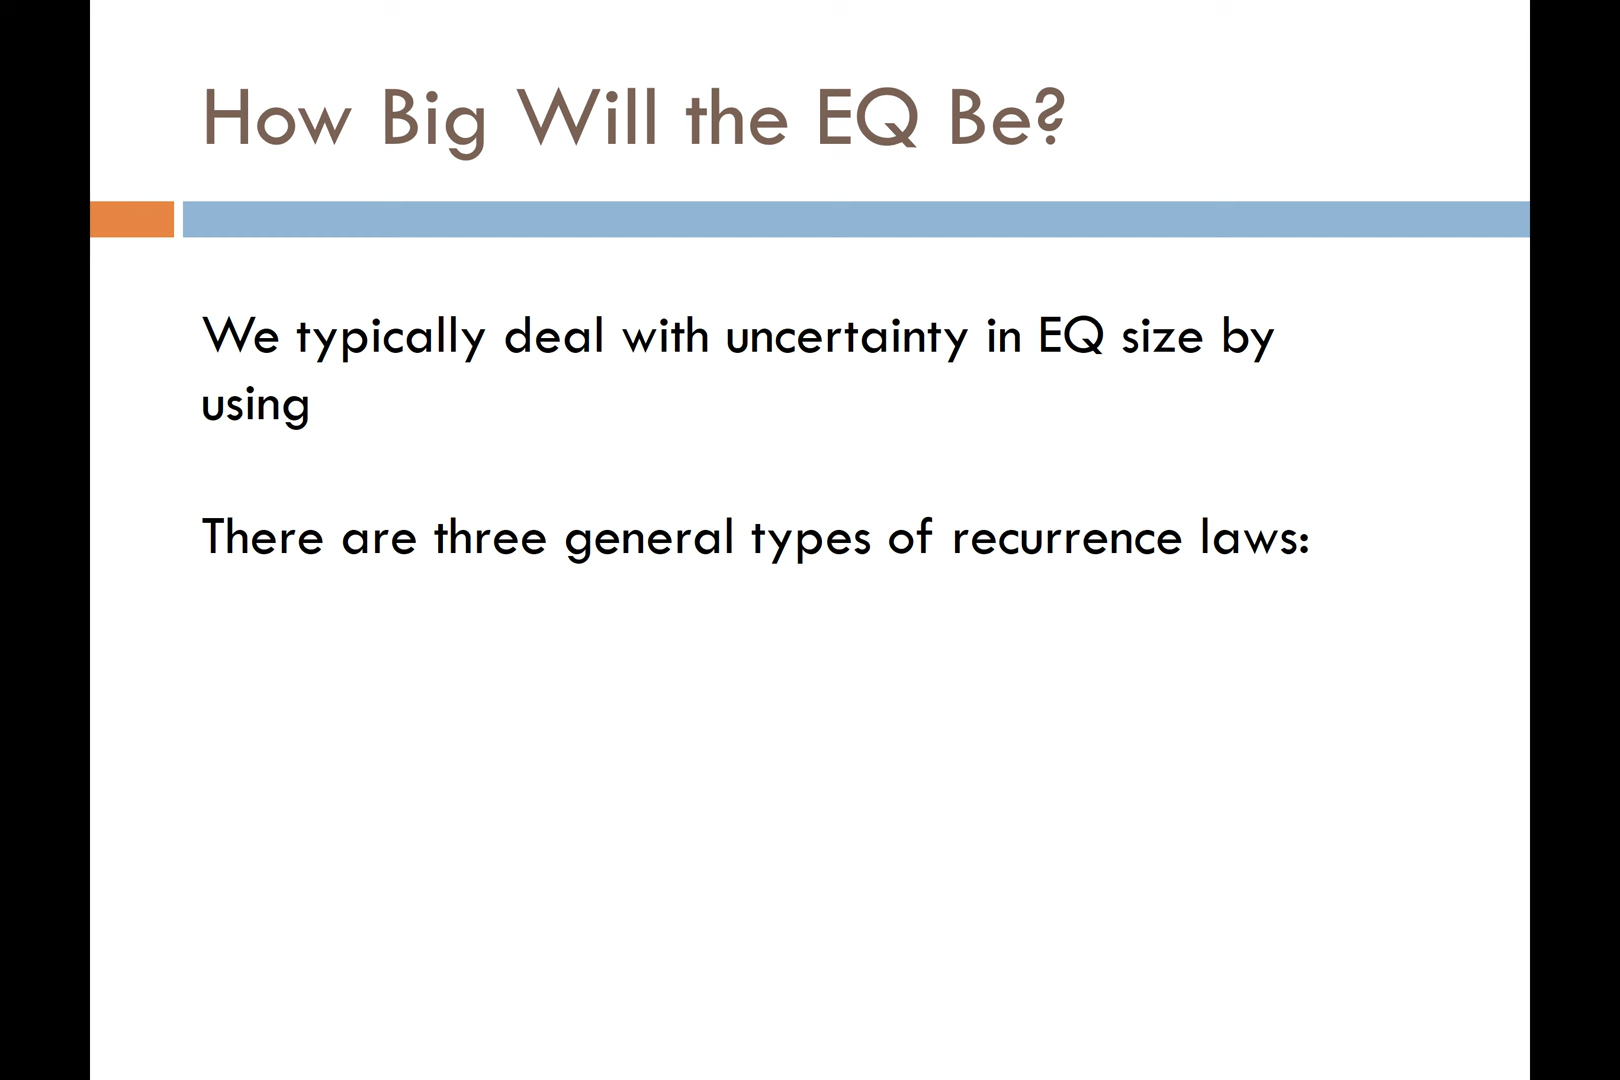 How Big Will the EQ Be?
We typically deal with uncertainty in EQ size by
using
There are three general types of recurrence laws: